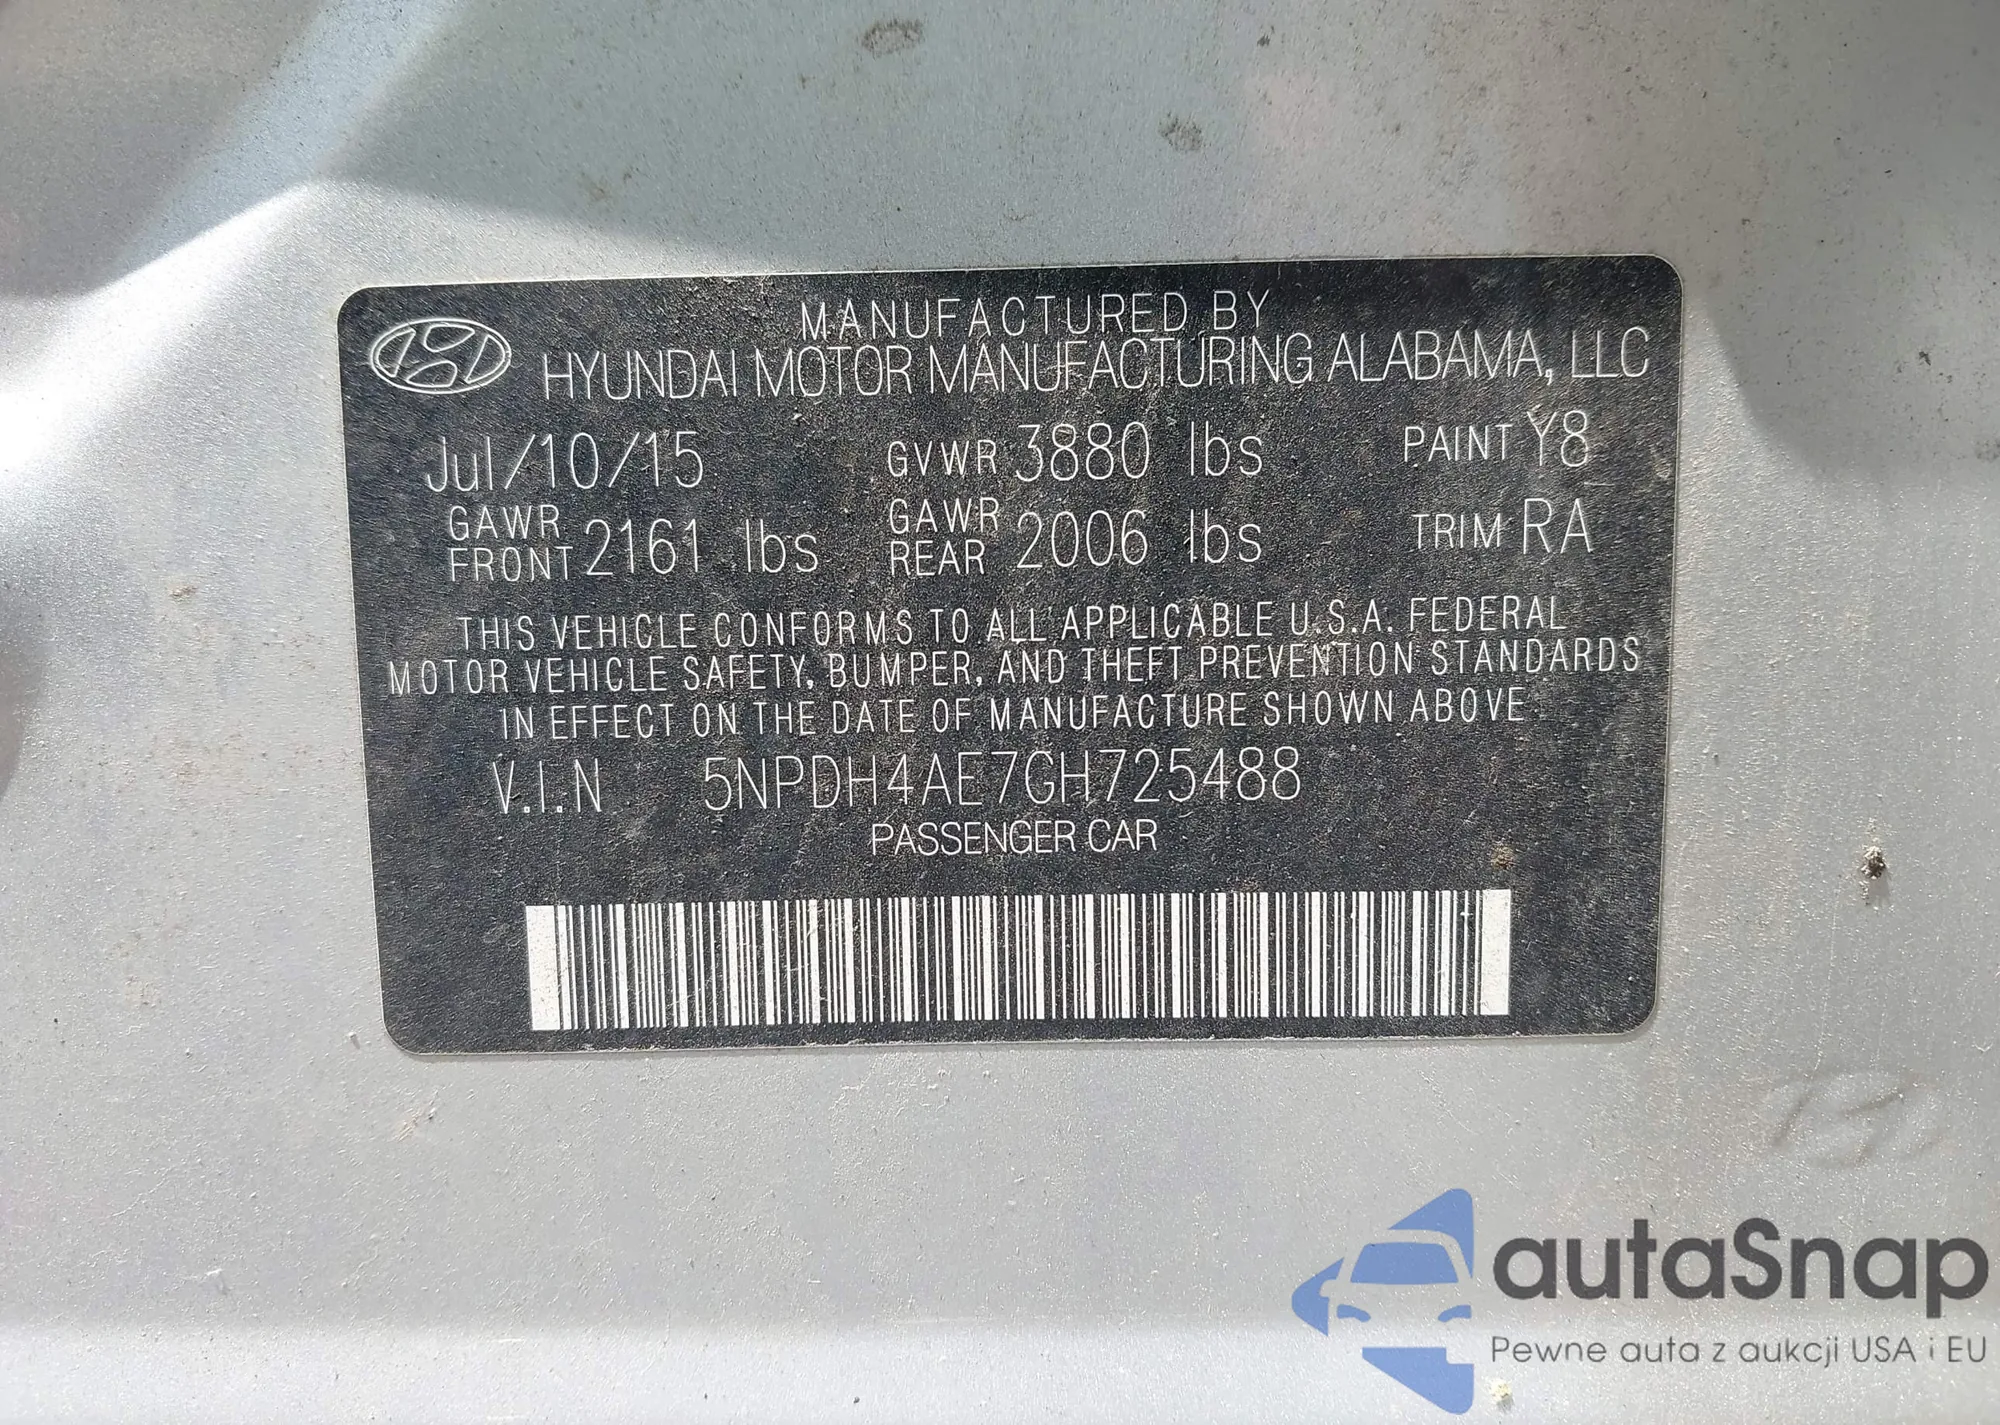 MANUFACTURED BY
HYUNDAI MOTOR MANUFACTURING ALABAMA, LLC
Jul/10/15 GVWR 3880 lbs PAINT Y8
GAWR FRONT 2161 lbs GAWR REAR 2006 lbs TRIM RA
THIS VEHICLE CONFORMS TO ALL APPLICABLE U.S.A. FEDERAL
MOTOR VEHICLE SAFETY, BUMPER, AND THEFT PREVENTION STANDARDS
IN EFFECT ON THE DATE OF MANUFACTURE SHOWN ABOVE
V.I.N 5NPDH4AE7GH725488
PASSENGER CAR
autaSnap
Pewne auta z aukcji USA i EU